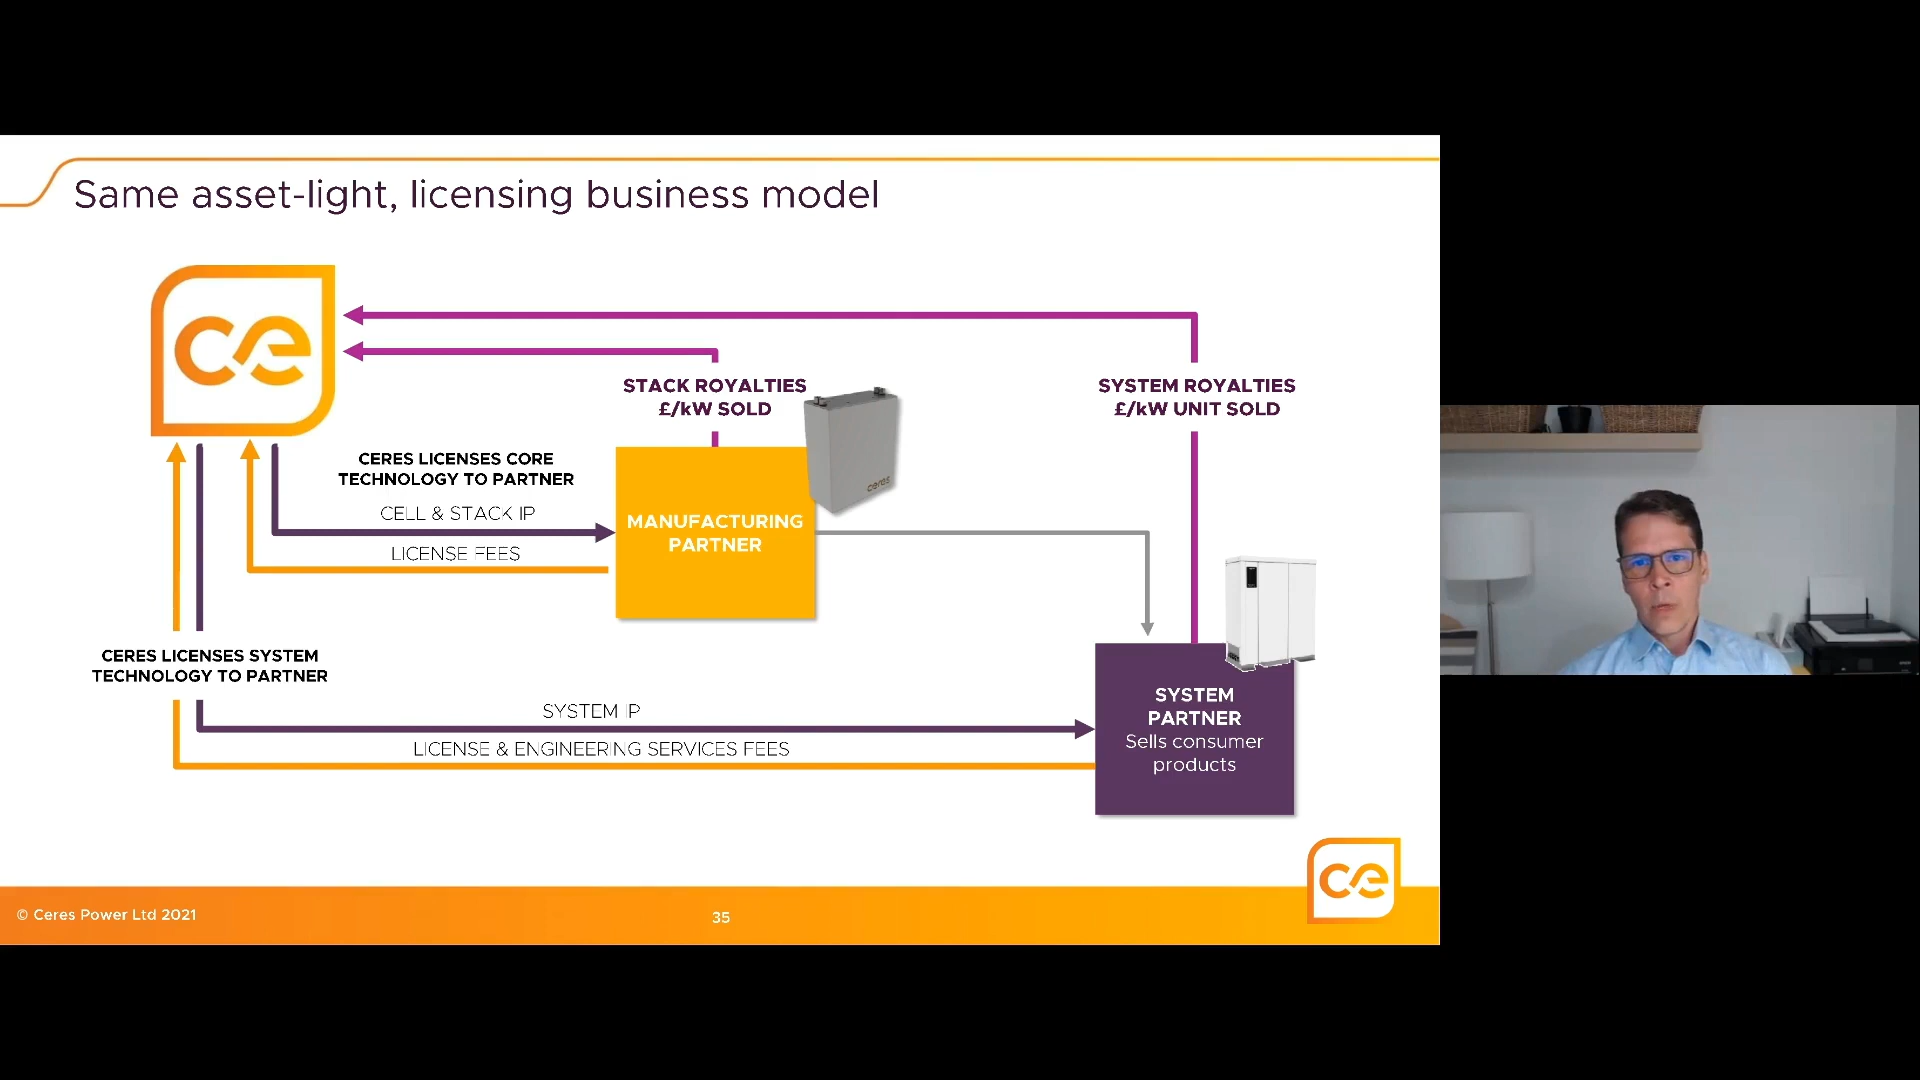 Same asset-light, licensing business model
ce
STACK ROYALTIES
£/kW SOLD
SYSTEM ROYALTIES
£/kW UNIT SOLD
CERES LICENSES CORE
TECHNOLOGY TO PARTNER
CELL & STACK IP
LICENSE FEES
MANUFACTURING
PARTNER
ceres
CERES LICENSES SYSTEM
TECHNOLOGY TO PARTNER
SYSTEM IP
LICENSE & ENGINEERING SERVICES FEES
SYSTEM
PARTNER
Sells consumer
products
ce
© Ceres Power Ltd 2021
35